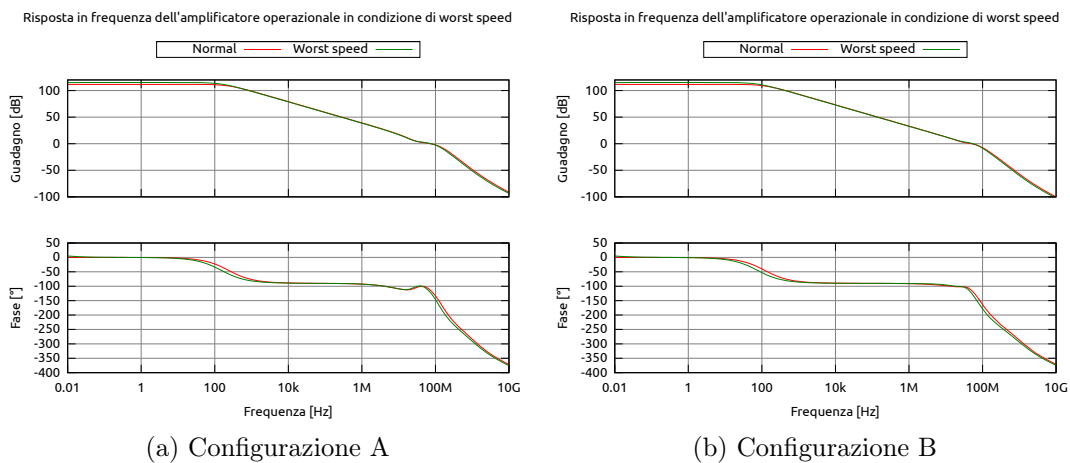 Risposta in frequenza dell'amplificatore operazionale in condizione di worst speed
Normal Worst speed
Guadagno [dB]
100
50
0
-50
-100
Fase [°]
50
0
-50
-100
-150
-200
-250
-300
-350
-400
0.01 1 100 10k 1M 100M 10G
Frequenza [Hz]
(a) Configurazione A
Risposta in frequenza dell'amplificatore operazionale in condizione di worst speed
Normal Worst speed
Guadagno [dB]
100
50
0
-50
-100
Fase [°]
50
0
-50
-100
-150
-200
-250
-300
-350
-400
0.01 1 100 10k 1M 100M 10G
Frequenza [Hz]
(b) Configurazione B